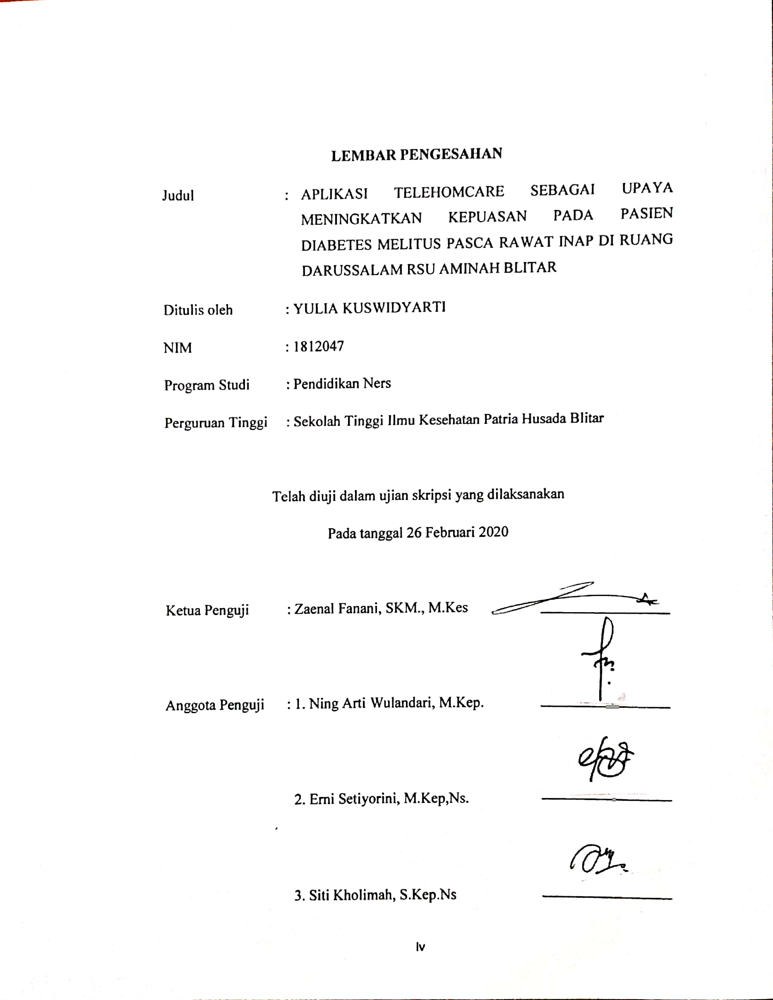 LEMBAR PENGESAHAN
Judul : APLIKASI TELEHOMCARE SEBAGAI UPAYA
MENINGKATKAN KEPUASAN PADA PASIEN
DIABETES MELITUS PASCA RAWAT INAP DI RUANG
DARUSSALAM RSU AMINAH BLITAR
Ditulis oleh : YULIA KUSWIDYARTI
NIM : 1812047
Program Studi : Pendidikan Ners
Perguruan Tinggi : Sekolah Tinggi Ilmu Kesehatan Patria Husada Blitar
Telah diuji dalam ujian skripsi yang dilaksanakan
Pada tanggal 26 Februari 2020
Ketua Penguji : Zaenal Fanani, SKM., M.Kes
Anggota Penguji : 1. Ning Arti Wulandari, M.Kep.
2. Erni Setiyorini, M.Kep,Ns.
3. Siti Kholimah, S.Kep.Ns
iv